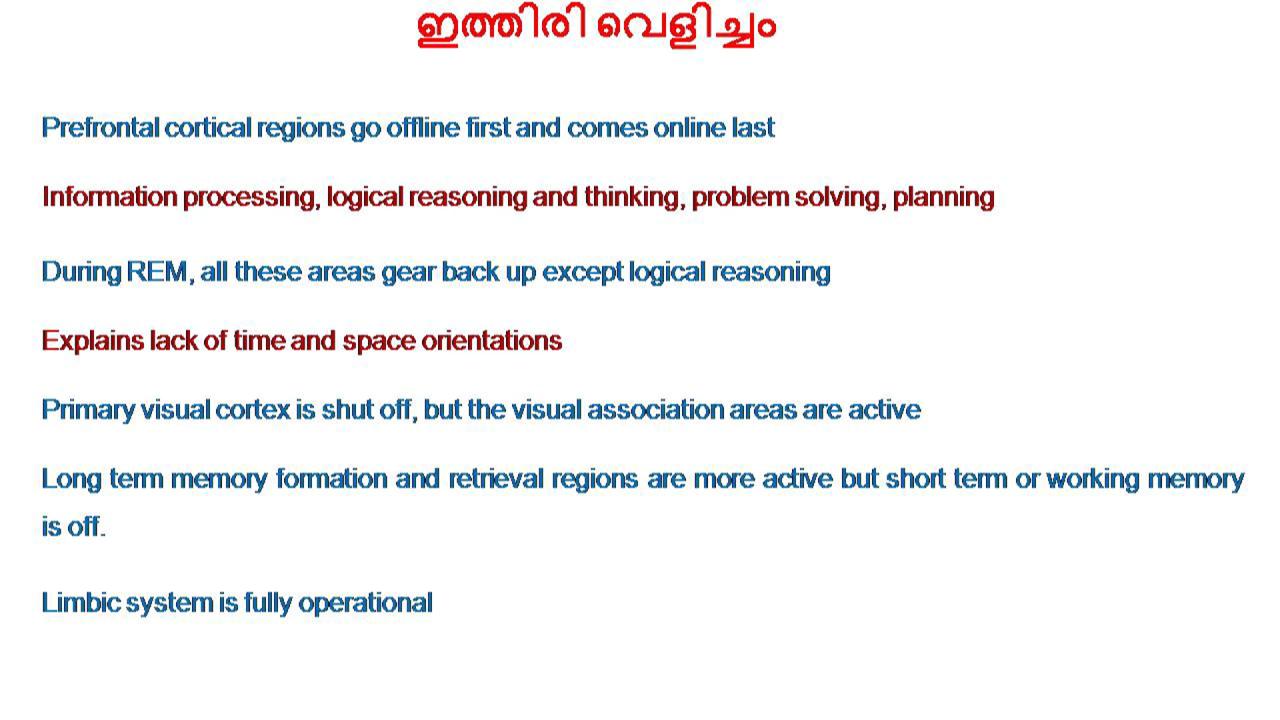 ഇത്തിരി വെളിച്ചം
Prefrontal cortical regions go offline first and comes online last
Information processing, logical reasoning and thinking, problem solving, planning
During REM, all these areas gear back up except logical reasoning
Explains lack of time and space orientations
Primary visual cortex is shut off, but the visual association areas are active
Long term memory formation and retrieval regions are more active but short term or working memory
is off.
Limbic system is fully operational